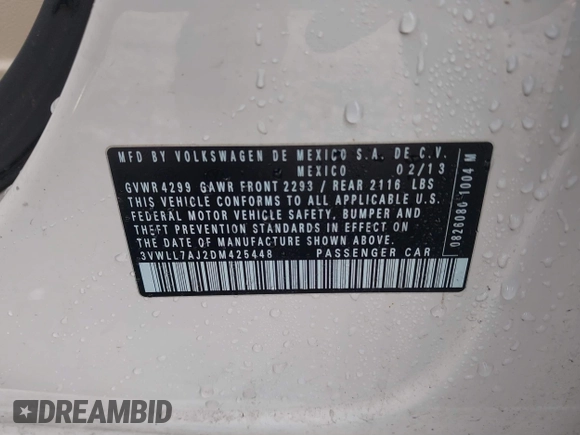 MFD BY VOLKSWAGEN DE MEXICO S.A. DE C.V.
MEXICO 02/13
GVWR 4299 GAWR FRONT 2293 / REAR 2116 LBS
THIS VEHICLE CONFORMS TO ALL APPLICABLE U.S.
FEDERAL MOTOR VEHICLE SAFETY, BUMPER AND
THEFT PREVENTION STANDARDS IN EFFECT ON
THE DATE OF MANUFACTURE SHOWN ABOVE.
3VWLL7AJ2DM425448 PASSENGER CAR
0826080 1004 M
DREAMBID